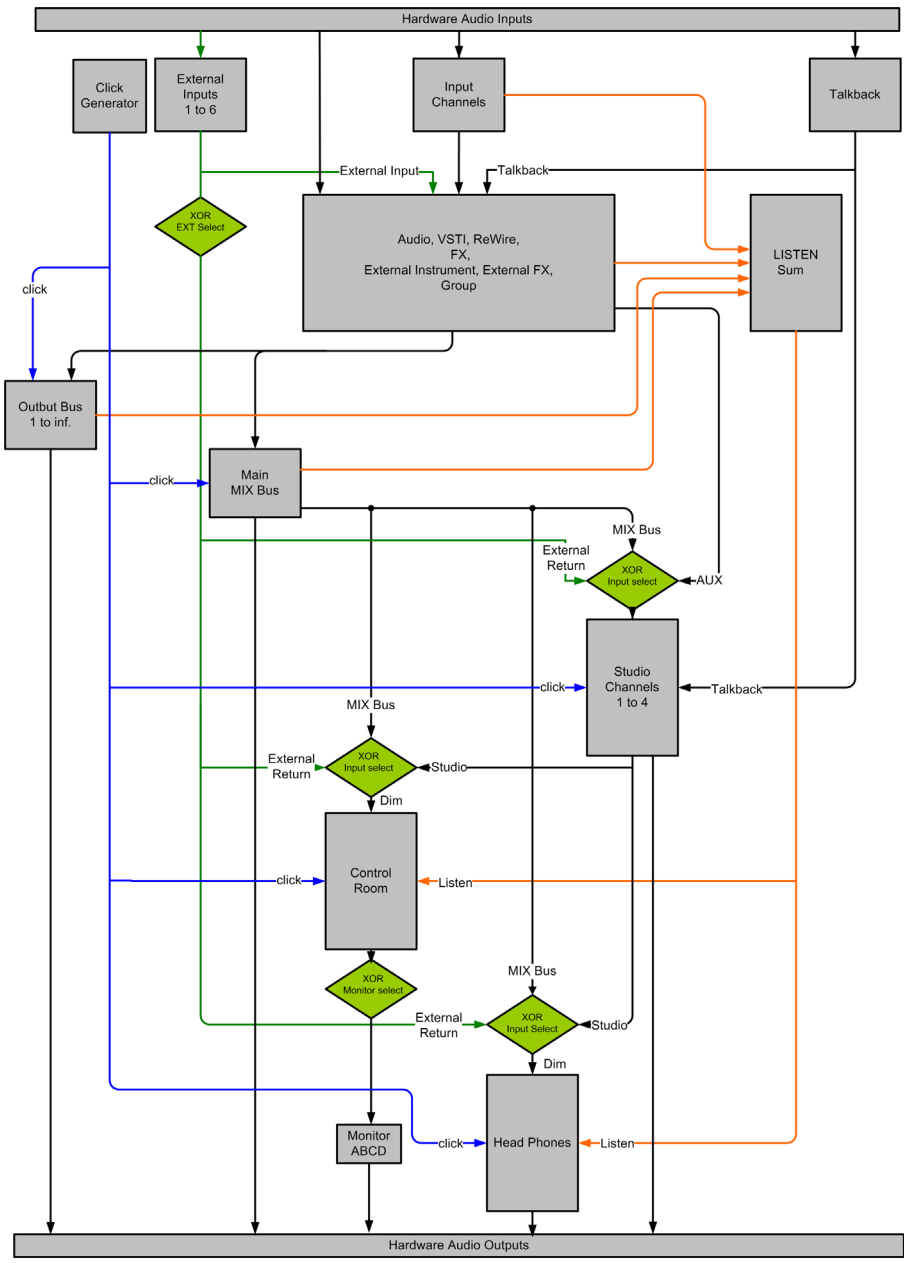 Hardware Audio Inputs
Click
Generator
External
Inputs
1 to 6
Input
Channels
Talkback
External Input
Talkback
XOR
EXT Select
Audio, VSTI, ReWire,
FX,
External Instrument, External FX,
Group
LISTEN
Sum
click
Outbut Bus
1 to inf.
click
Main
MIX Bus
MIX Bus
External
Return
XOR
Input select
AUX
Studio
Channels
1 to 4
click
Talkback
MIX Bus
External
Return
XOR
Input select
Studio
Dim
Control
Room
click
Listen
MIX Bus
XOR
Monitor select
External
Return
XOR
Input Select
Studio
Dim
Monitor
ABCD
click
Head Phones
Listen
Hardware Audio Outputs